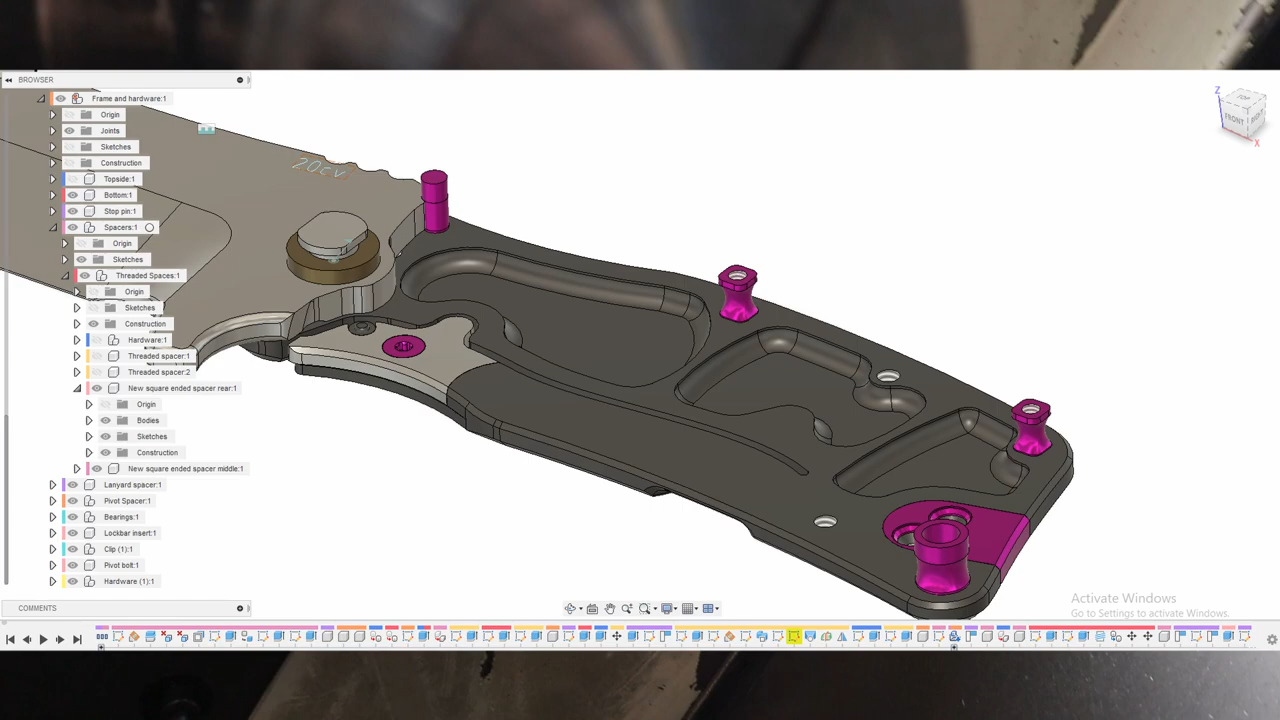 BROWSER
Frame and hardware:1
Origin
Joints
Sketches
Construction
Topside:1
Bottom:1
Stop pin:1
Spacers:1
Origin
Sketches
Threaded Spaces:1
Origin
Sketches
Construction
Hardware:1
Threaded spacer:1
Threaded spacer:2
New square ended spacer rear:1
Origin
Bodies
Sketches
Construction
New square ended spacer middle:1
Lanyard spacer:1
Pivot Spacer:1
Bearings:1
Lockbar insert:1
Clip (1):1
Pivot bolt:1
Hardware (1):1
COMMENTS
20cv
Z
TOP
FRONT
RIGHT
X
Activate Windows
Go to Settings to activate Windows.